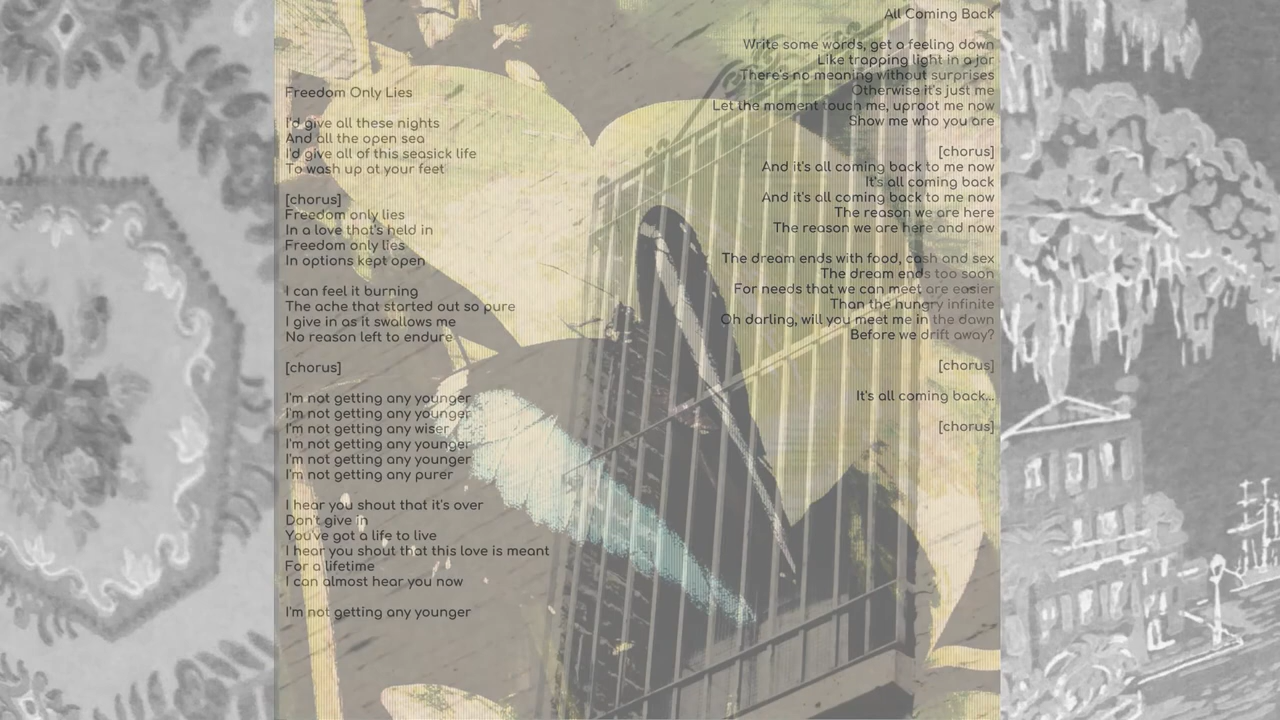 Freedom Only Lies
I'd give all these nights
And all the open sea
I'd give all of this seasick life
To wash up at your feet
[chorus]
Freedom only lies
In a love that's held in
Freedom only lies
In options kept open
I can feel it burning
The ache that started out so pure
I give in as it swallows me
No reason left to endure
[chorus]
I'm not getting any younger
I'm not getting any younger
I'm not getting any wiser
I'm not getting any younger
I'm not getting any younger
I'm not getting any purer
I hear you shout that it's over
Don't give in
You've got a life to live
I hear you shout that this love is meant
For a lifetime
I can almost hear you now
I'm not getting any younger
All Coming Back
Write some words, get a feeling down
Like trapping light in a jar
There's no meaning without surprises
Otherwise it's just me
Let the moment touch me, uproot me now
Show me who you are
[chorus]
And it's all coming back to me now
It's all coming back
And it's all coming back to me now
The reason we are here
The reason we are here and now
The dream ends with food, cash and sex
The dream ends too soon
For needs that we can meet are easier
Than the hungry infinite
Oh darling, will you meet me in the dawn
Before we drift away?
[chorus]
It's all coming back...
[chorus]